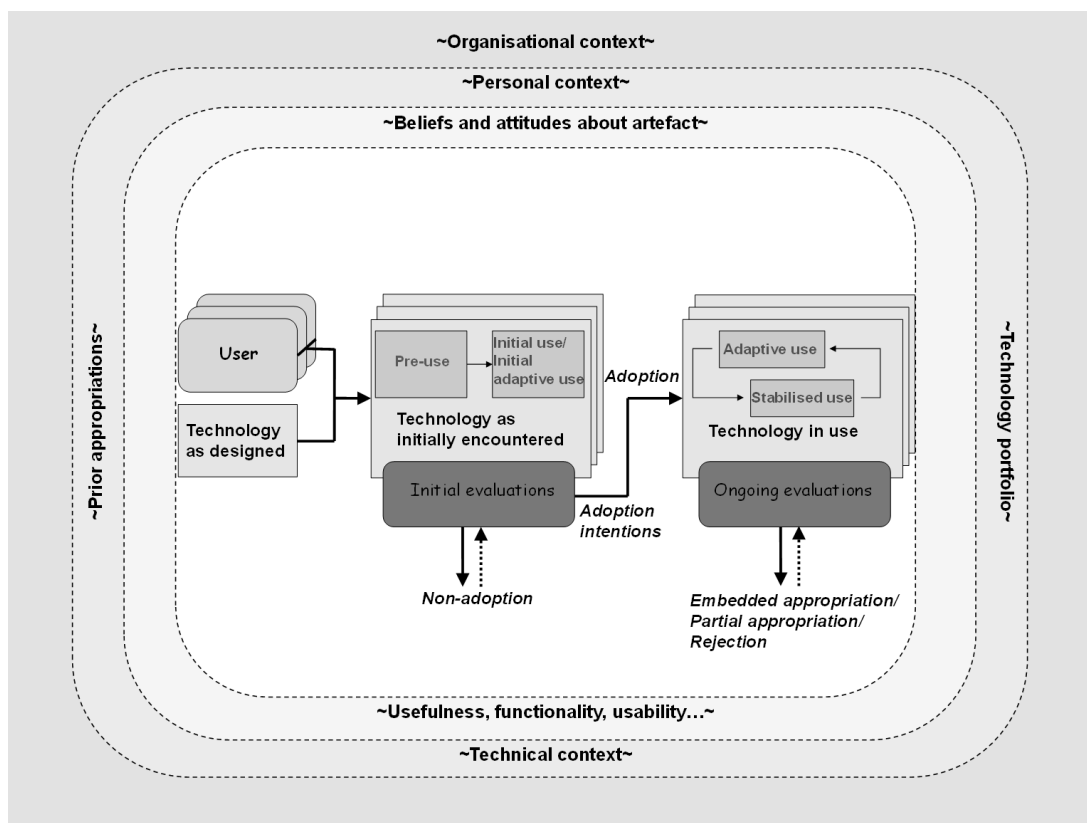 ~Organisational context~
~Personal context~
~Beliefs and attitudes about artefact~
~Prior appropriations~
User
Technology
as designed
Pre-use
Initial use/
Initial
adaptive use
Technology as
initially encountered
Initial evaluations
Adoption
Adoption
intentions
Non-adoption
Adaptive use
Stabilised use
Technology in use
Ongoing evaluations
Embedded appropriation/
Partial appropriation/
Rejection
~Technology portfolio~
~Usefulness, functionality, usability...~
~Technical context~